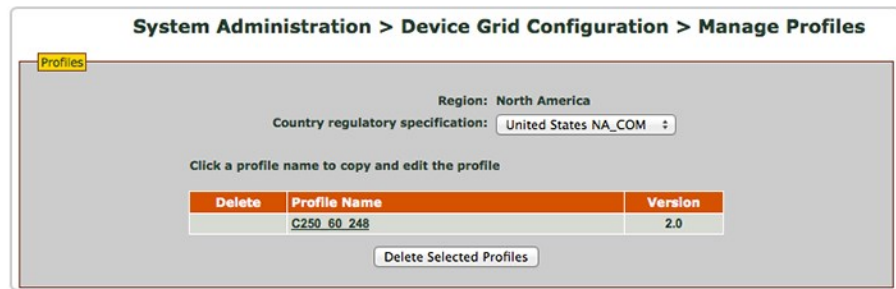 System Administration > Device Grid Configuration > Manage Profiles
Profiles
Region: North America
Country regulatory specification: United States NA_COM
Click a profile name to copy and edit the profile
Delete Profile Name Version
C250_60_248 2.0
Delete Selected Profiles